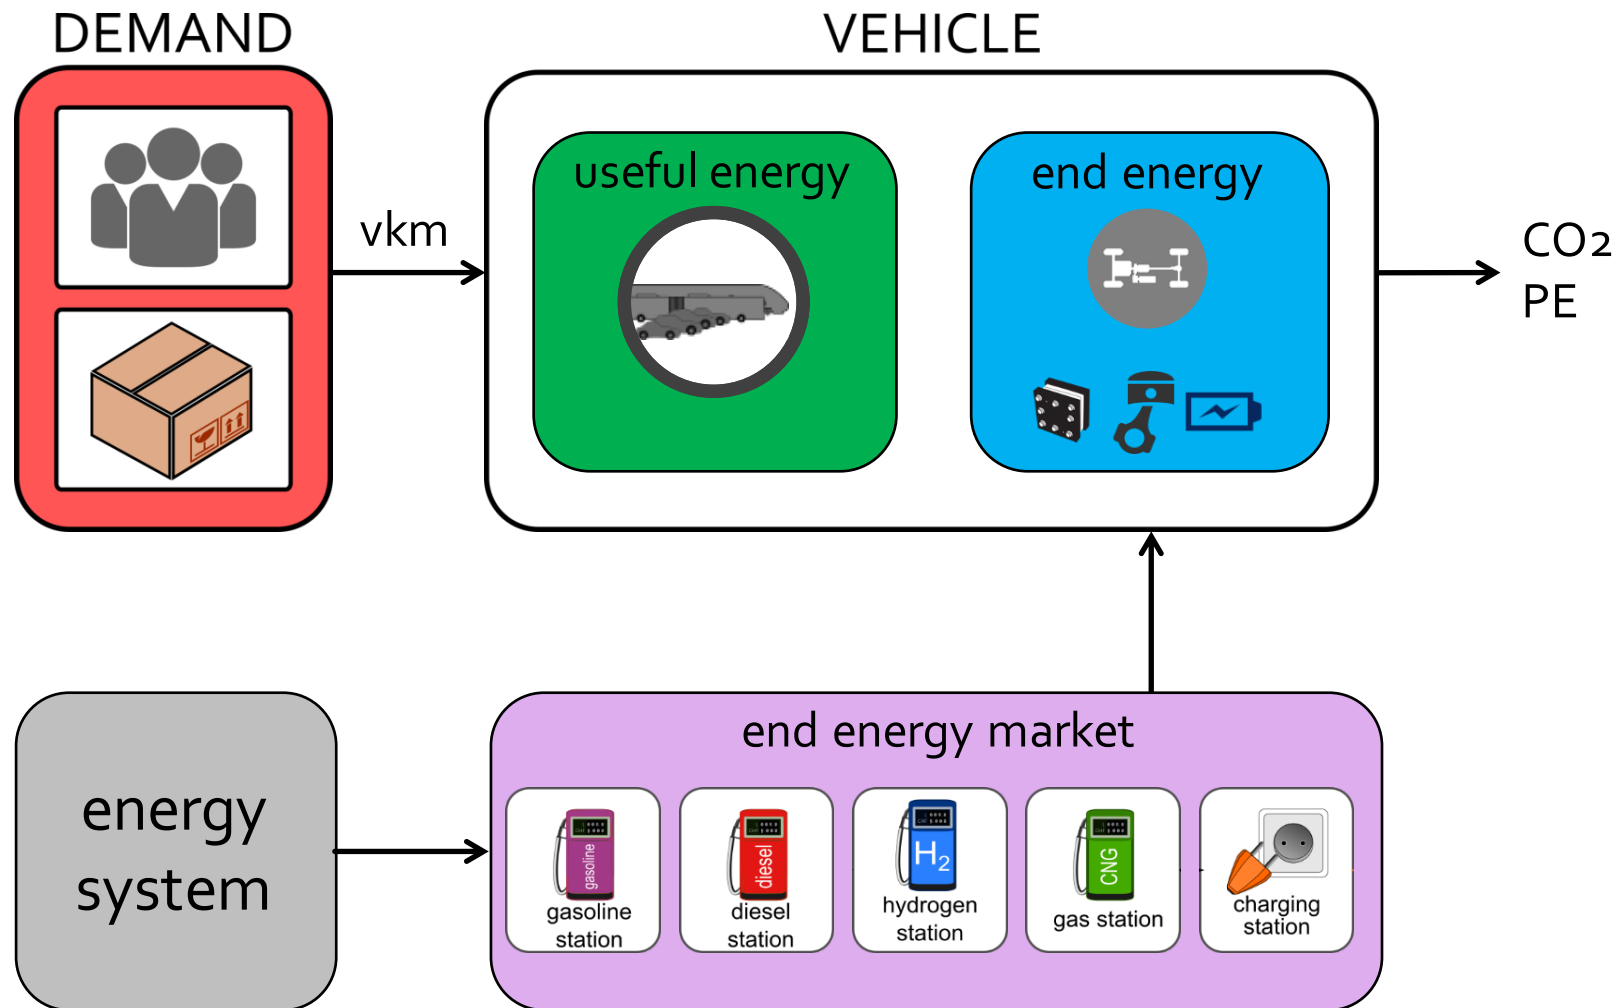 DEMAND
VEHICLE
useful energy
end energy
vkm
CO2
PE
energy
system
end energy market
gasoline
diesel
H2
CNG
gasoline
station
diesel
station
hydrogen
station
gas station
charging
station